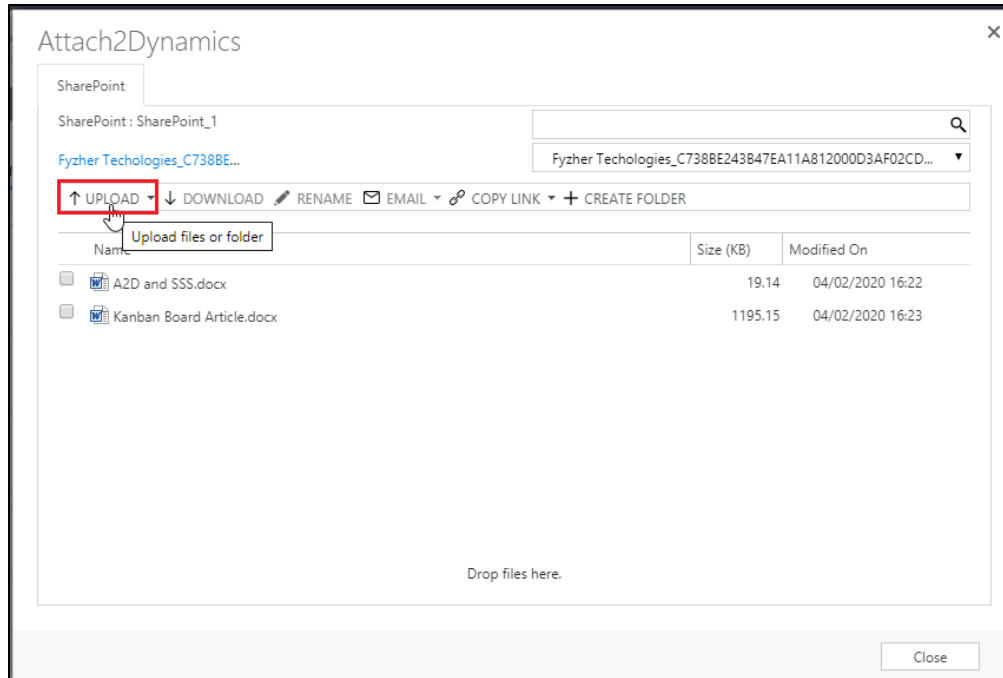 Attach2Dynamics
SharePoint
SharePoint : SharePoint_1
Fyzher Techologies_C738BE...
Fyzher Techologies_C738BE243B47EA11A812000D3AF02CD...
UPLOAD DOWNLOAD RENAME EMAIL COPY LINK CREATE FOLDER
Upload files or folder
Name Size (KB) Modified On
A2D and SSS.docx 19.14 04/02/2020 16:22
Kanban Board Article.docx 1195.15 04/02/2020 16:23
Drop files here.
Close